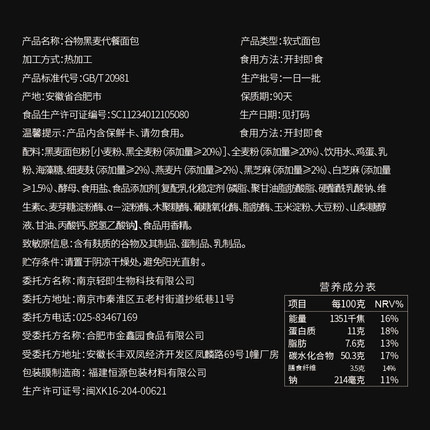 产品名称：谷物黑麦代餐面包
产品类型：软式面包
加工方式：热加工
食用方法：开封即食
产品标准代号：GB/T 20981
生产批号：一日一批
产地：安徽省合肥市
保质期：90天
食品生产许可证编号：SC11234012105080
生产日期：见打码
温馨提示：产品内含保鲜卡、请勿食用。
食用方法：开封即食
配料：黑麦面包粉[小麦粉、黑全麦粉（添加量≥20%）]、全麦粉（添加量≥20%）、饮用水、鸡蛋、乳
粉、海藻糖、细麦麸（添加量≥2%）、燕麦片（添加量≥2%）、黑芝麻（添加量≥2%）、白芝麻（添加量
≥1.5%）、酵母、食用盐、食品添加剂[复配乳化稳定剂（磷脂、聚甘油脂肪酸脂、硬酯酰乳酸钠、维
生素c、麦芽糖淀粉酶、α－淀粉酶、木聚糖酶、葡糖氧化酶、脂肪酶、玉米淀粉、大豆粉）、山梨糖醇
液、甘油、丙酸钙、脱氢乙酸钠】、食品用香精。
致敏原信息：含有麸质的谷物及其制品、蛋制品、乳制品。
贮存条件：请置于阴凉干燥处，避免阳光直射。
委托方名称：南京轻即生物科技有限公司
委托方地址：南京市秦淮区五老村街道抄纸巷11号
委托方电话：025-83467169
受委托方名称：合肥市金鑫园食品有限公司
受委托方地址：安徽长丰双凤经济开发区凤麟路69号1幢厂房
包装膜制造商：福建恒源包装材料有限公司
生产许可证号：闽XK16-204-00621
营养成分表
项目 每100克 NRV%
能量 1351千焦 16%
蛋白质 11克 18%
脂肪 7.6克 13%
碳水化合物 50.3克 17%
膳食纤维 3.5克 14%
钠 214毫克 11%